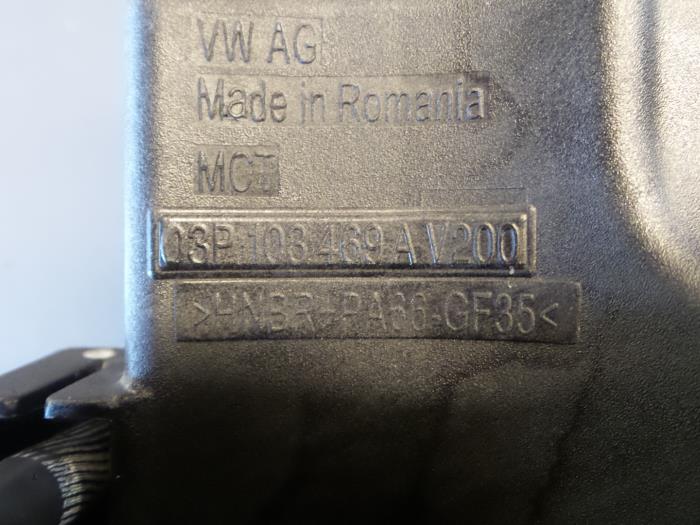 VW AG
Made in Romania
MCT
03P 103 469 A V200
>HNBR+PA66-GF35<